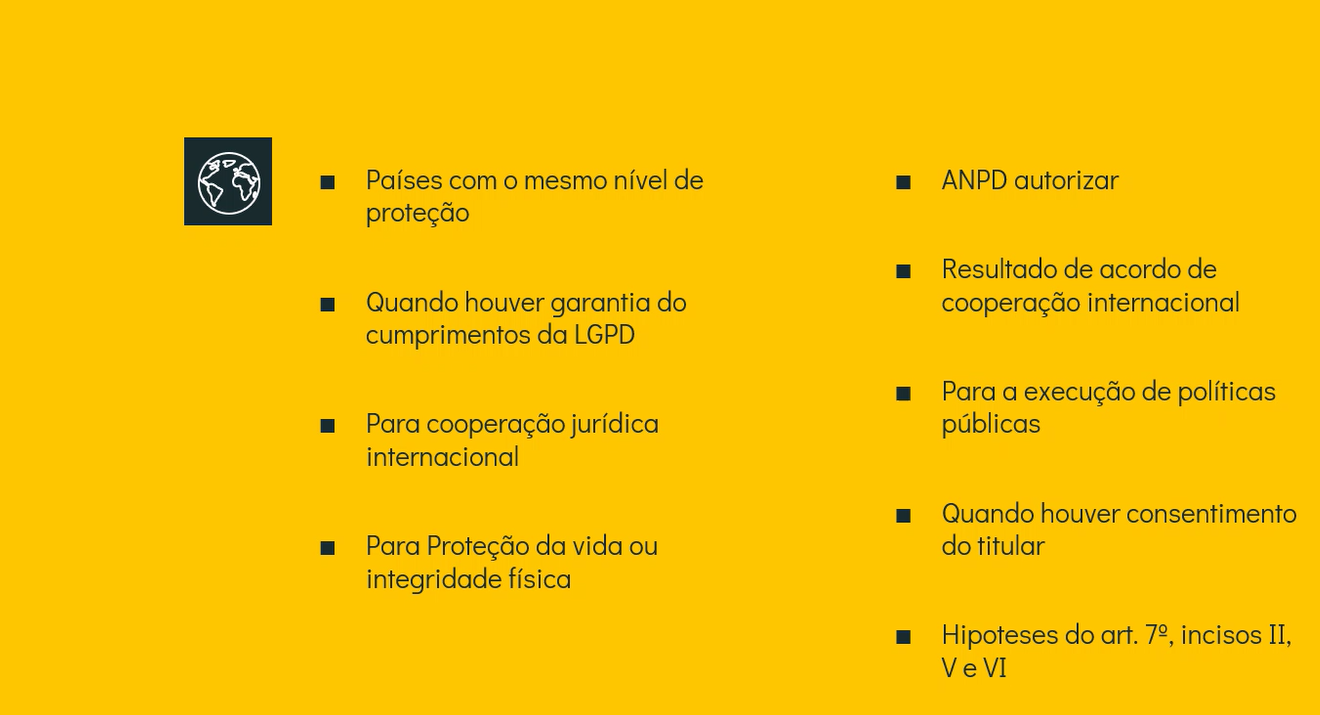 Países com o mesmo nível de
proteção
Quando houver garantia do
cumprimentos da LGPD
Para cooperação jurídica
internacional
Para Proteção da vida ou
integridade física
ANPD autorizar
Resultado de acordo de
cooperação internacional
Para a execução de políticas
públicas
Quando houver consentimento
do titular
Hipoteses do art. 7º, incisos II,
V e VI